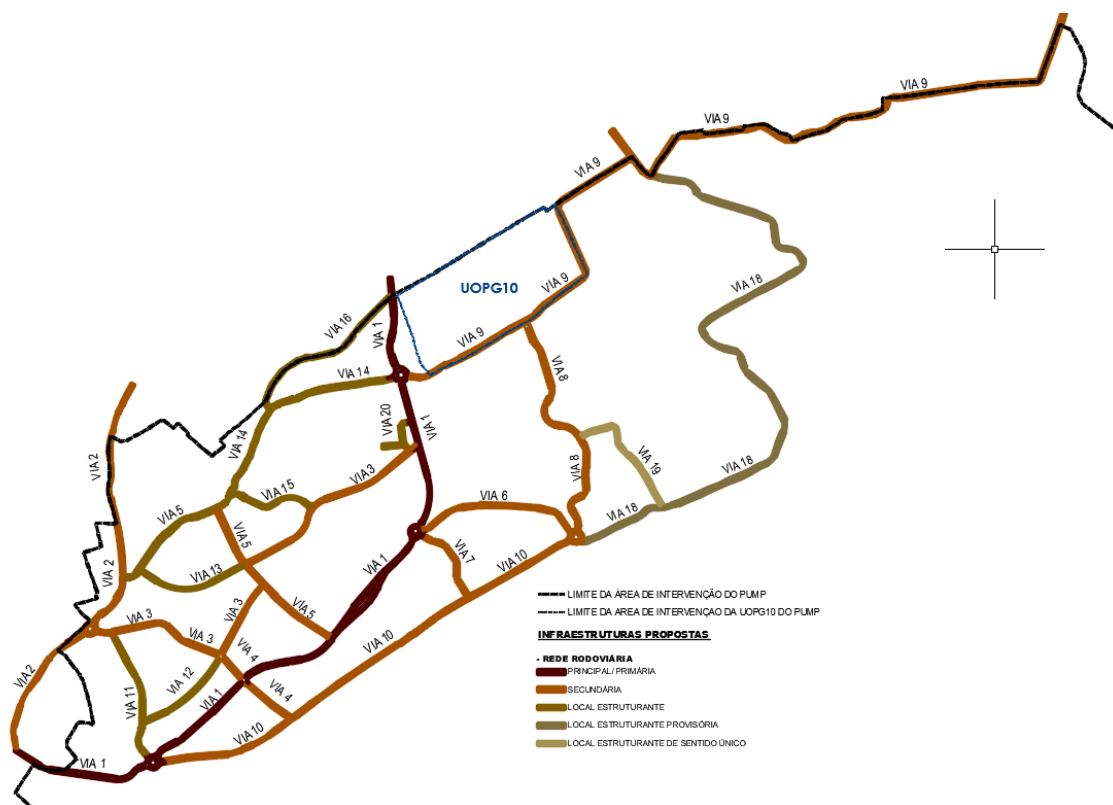 VIA 9
VIA 9
VIA 9
VIA 9
VIA 18
UOPG10
VIA 16
VIA 1
VIA 9
VIA 8
VIA 14
VIA 20
VIA 1
VIA 14
VIA 2
VIA 3
VIA 15
VIA 8
VIA 19
VIA 18
VIA 6
VIA 5
VIA 5
VIA 18
VIA 7
VIA 1
VIA 10
VIA 2
VIA 13
VIA 3
VIA 5
VIA 3
VIA 3
VIA 10
VIA 4
VIA 2
VIA 11
VIA 12
VIA 1
VIA 4
VIA 10
VIA 1
LIMITE DA ÁREA DE INTERVENÇÃO DO PUMP
LIMITE DA AREA DE INTERVENÇAO DA UOPG10 DO PUMP
INFRAESTRUTURAS PROPOSTAS
- REDE RODOVIÁRIA
PRINCIPAL/ PRIMÁRIA
SECUNDÁRIA
LOCAL ESTRUTURANTE
LOCAL ESTRUTURANTE PROVISÓRIA
LOCAL ESTRUTURANTE DE SENTIDO ÚNICO